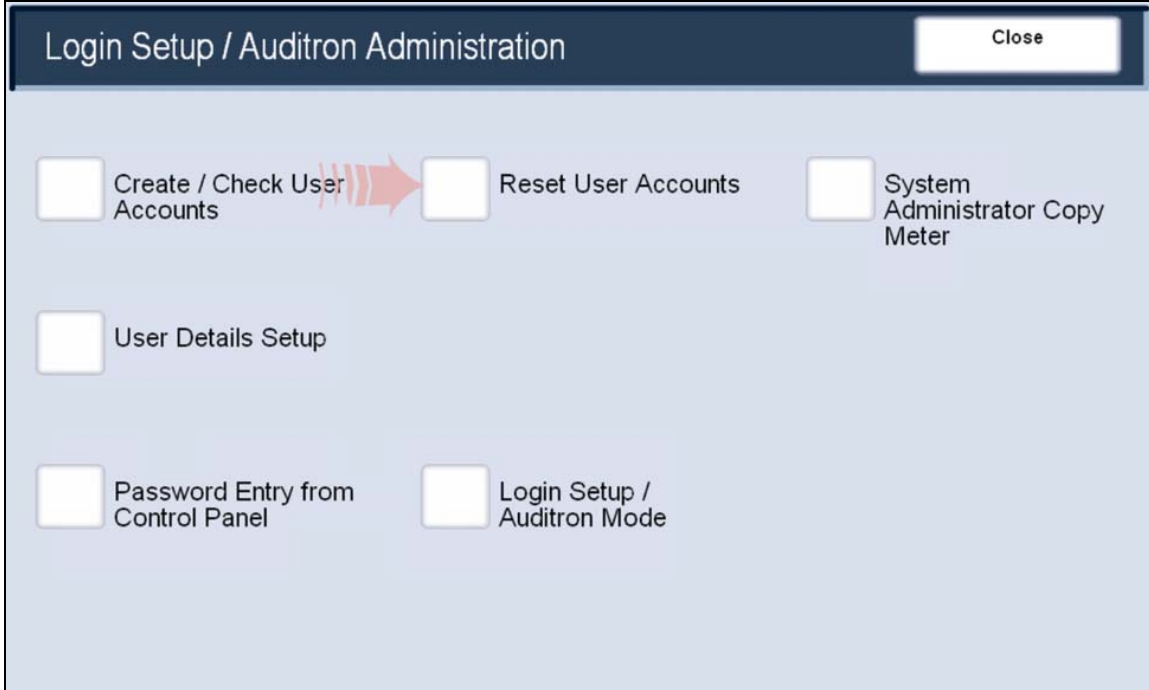 Login Setup / Auditron Administration
Close
Create / Check User
Accounts
Reset User Accounts
System
Administrator Copy
Meter
User Details Setup
Password Entry from
Control Panel
Login Setup /
Auditron Mode